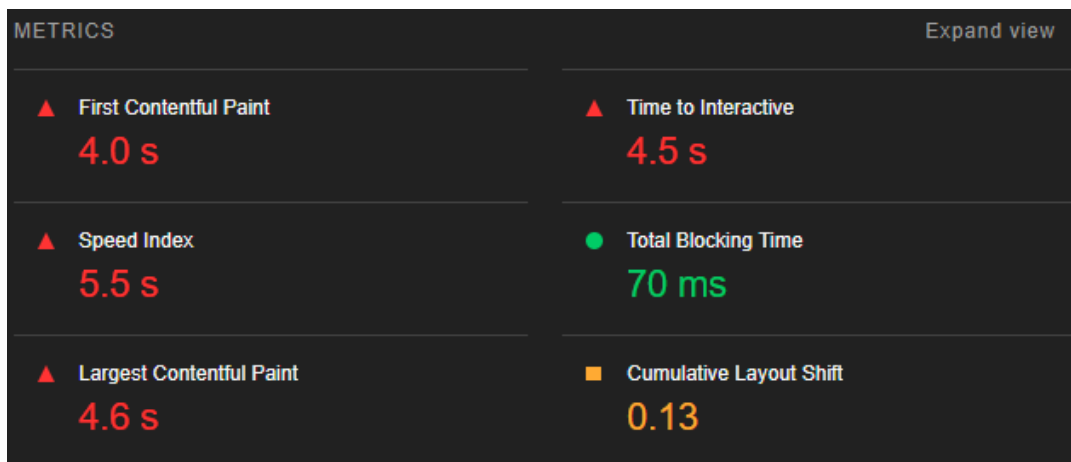 METRICS
Expand view
First Contentful Paint
4.0 s
Time to Interactive
4.5 s
Speed Index
5.5 s
Total Blocking Time
70 ms
Largest Contentful Paint
4.6 s
Cumulative Layout Shift
0.13